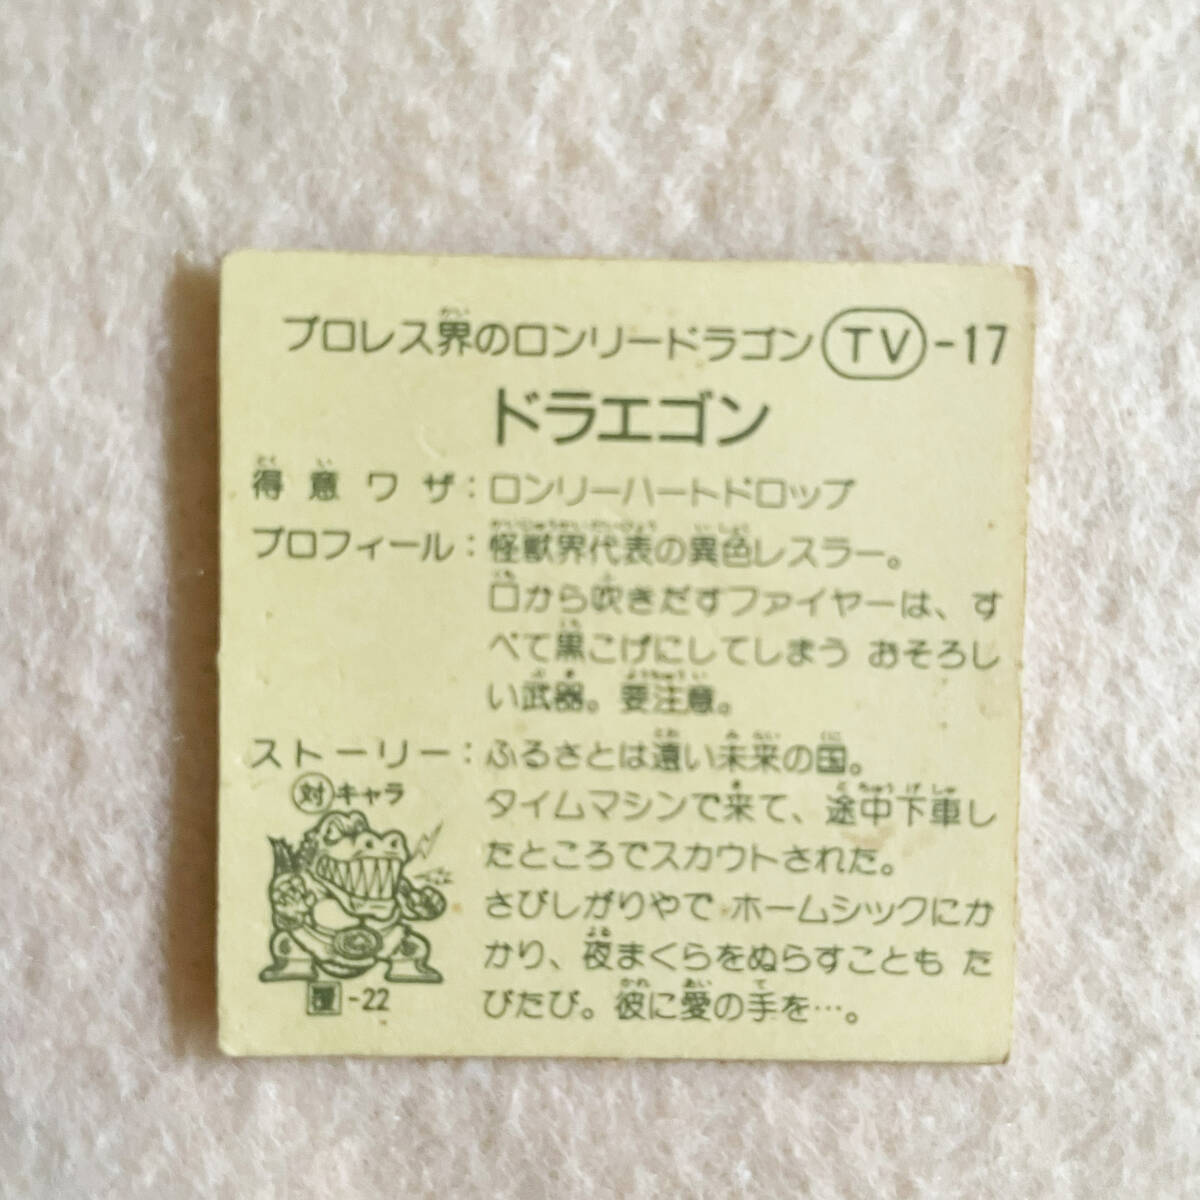 プロレス界のロンリードラゴン TV-17
ドラエゴン
得意ワザ：ロンリーハートドロップ
プロフィール：怪獣界代表の異色レスラー。
口から吹きだすファイヤーは、す
べて黒こげにしてしまう おそろし
い武器。要注意。
ストーリー：ふるさとは遠い未来の国。
タイムマシンで来て、途中下車し
たところでスカウトされた。
さびしがりやで ホームシックにか
かり、夜まくらをぬらすことも た
びたび。彼に愛の手を…。
対キャラ
覆-22